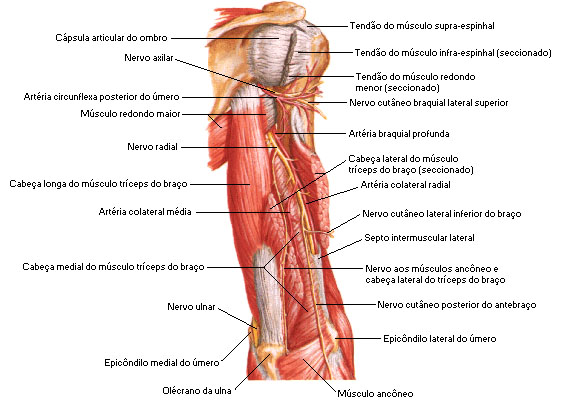 Cápsula articular do ombro
Nervo axilar
Artéria circunflexa posterior do úmero
Músculo redondo maior
Nervo radial
Cabeça longa do músculo tríceps do braço
Artéria colateral média
Cabeça medial do músculo tríceps do braço
Nervo ulnar
Epicôndilo medial do úmero
Olécrano da ulna
Tendão do músculo supra-espinhal
Tendão do músculo infra-espinhal (seccionado)
Tendão do músculo redondo
menor (seccionado)
Nervo cutâneo braquial lateral superior
Artéria braquial profunda
Cabeça lateral do músculo
tríceps do braço (seccionado)
Artéria colateral radial
Nervo cutâneo lateral inferior do braço
Septo intermuscular lateral
Nervo aos músculos ancôneo e
cabeça lateral do tríceps do braço
Nervo cutâneo posterior do antebraço
Epicôndilo lateral do úmero
Músculo ancôneo